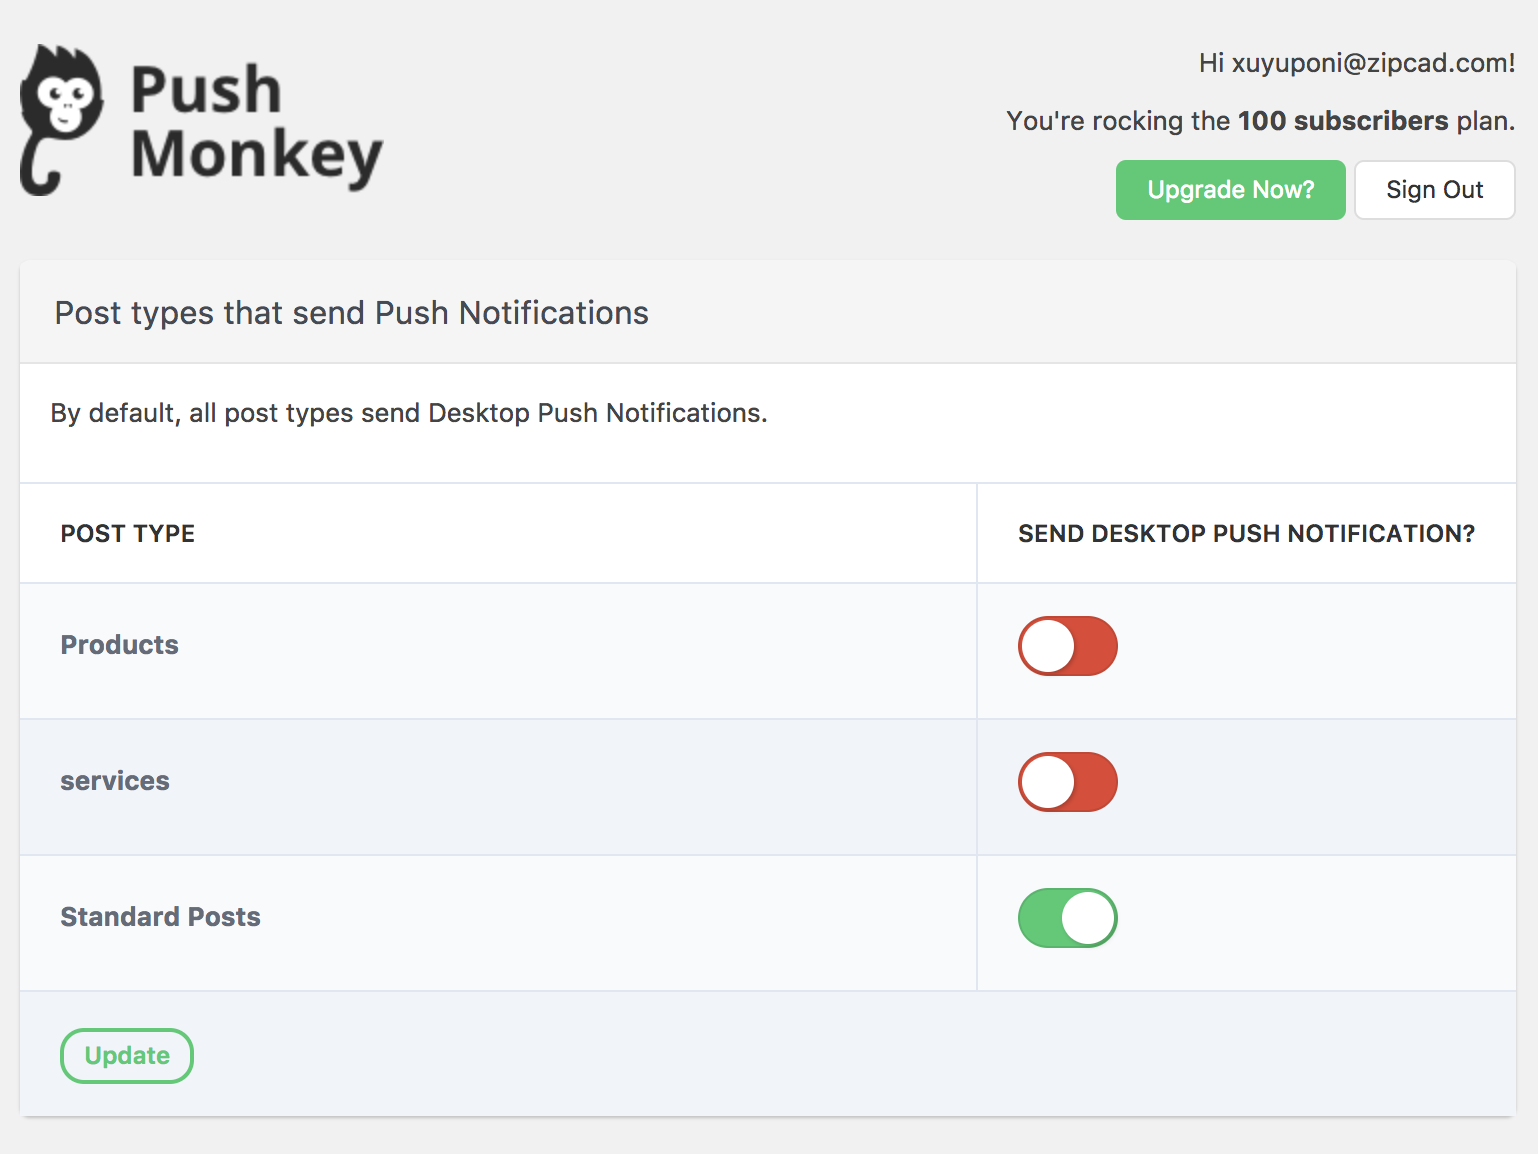 Push
Monkey
Hi xuyuponi@zipcad.com!
You're rocking the 100 subscribers plan.
Upgrade Now?
Sign Out
Post types that send Push Notifications
By default, all post types send Desktop Push Notifications.
POST TYPE
SEND DESKTOP PUSH NOTIFICATION?
Products
services
Standard Posts
Update